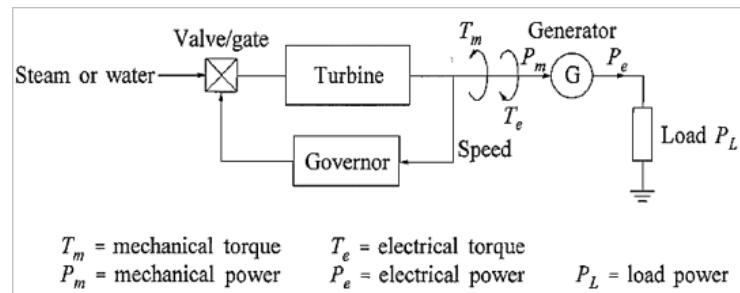 Valve/gate
Steam or water
Turbine
Governor
Speed
Tm
Te
Pm
Generator
G
Pe
Load PL
Tm = mechanical torque Te = electrical torque
Pm = mechanical power Pe = electrical power PL = load power